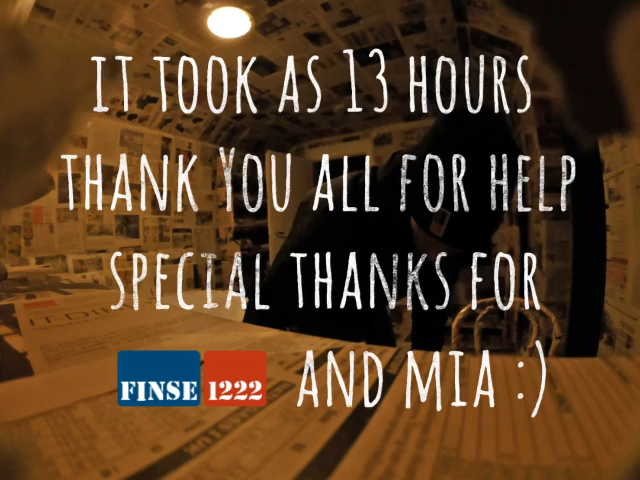 IT TOOK AS 13 HOURS
THANK YOU ALL FOR HELP
SPECIAL THANKS FOR
FINSE 1222 AND MIA :)